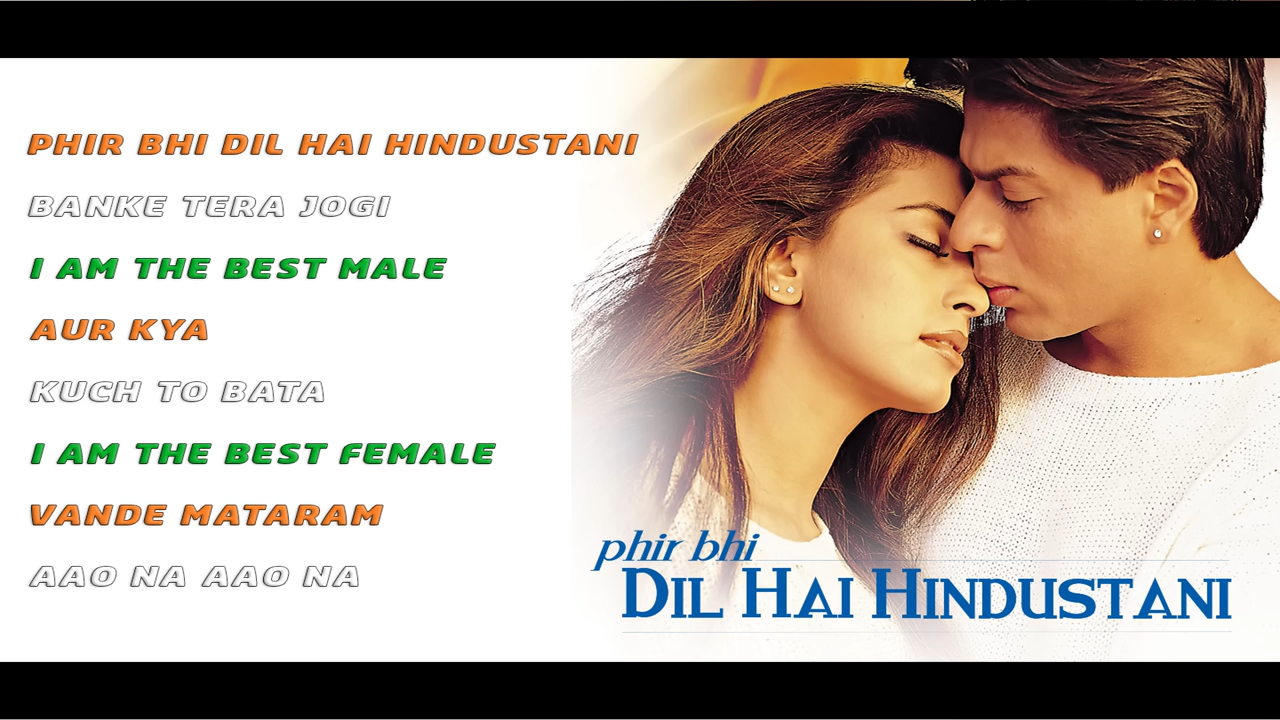 PHIR BHI DIL HAI HINDUSTANI
BANKE TERA JOGI
I AM THE BEST MALE
AUR KYA
KUCH TO BATA
I AM THE BEST FEMALE
VANDE MATARAM
AAO NA AAO NA
phir bhi
DIL HAI HINDUSTANI